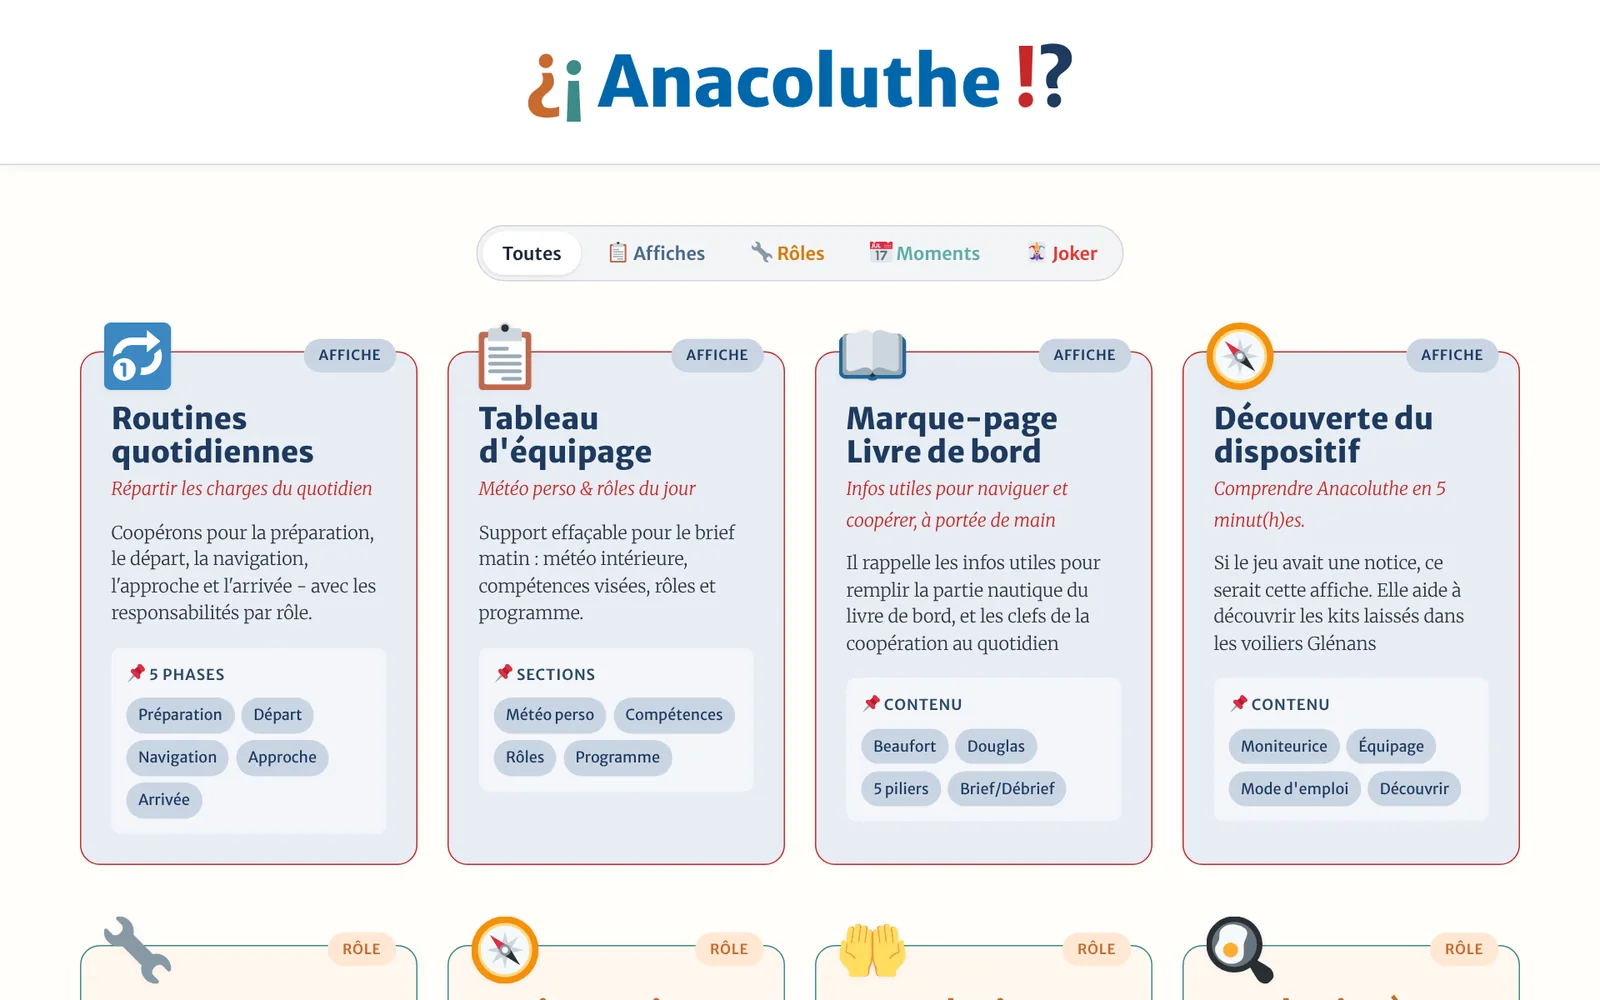 ¿¡ Anacoluthe !?
Toutes
Affiches
Rôles
Moments
Joker
AFFICHE
Routines
quotidiennes
Répartir les charges du quotidien
Coopérons pour la préparation,
le départ, la navigation,
l'approche et l'arrivée - avec les
responsabilités par rôle.
5 PHASES
Préparation
Départ
Navigation
Approche
Arrivée
AFFICHE
Tableau
d'équipage
Météo perso & rôles du jour
Support effaçable pour le brief
matin : météo intérieure,
compétences visées, rôles et
programme.
SECTIONS
Météo perso
Compétences
Rôles
Programme
AFFICHE
Marque-page
Livre de bord
Infos utiles pour naviguer et
coopérer, à portée de main
Il rappelle les infos utiles pour
remplir la partie nautique du
livre de bord, et les clefs de la
coopération au quotidien
CONTENU
Beaufort
Douglas
5 piliers
Brief/Débrief
AFFICHE
Découverte du
dispositif
Comprendre Anacoluthe en 5
minut(h)es.
Si le jeu avait une notice, ce
serait cette affiche. Elle aide à
découvrir les kits laissés dans
les voiliers Glénans
CONTENU
Moniteurice
Équipage
Mode d'emploi
Découvrir
RÔLE
RÔLE
RÔLE
RÔLE